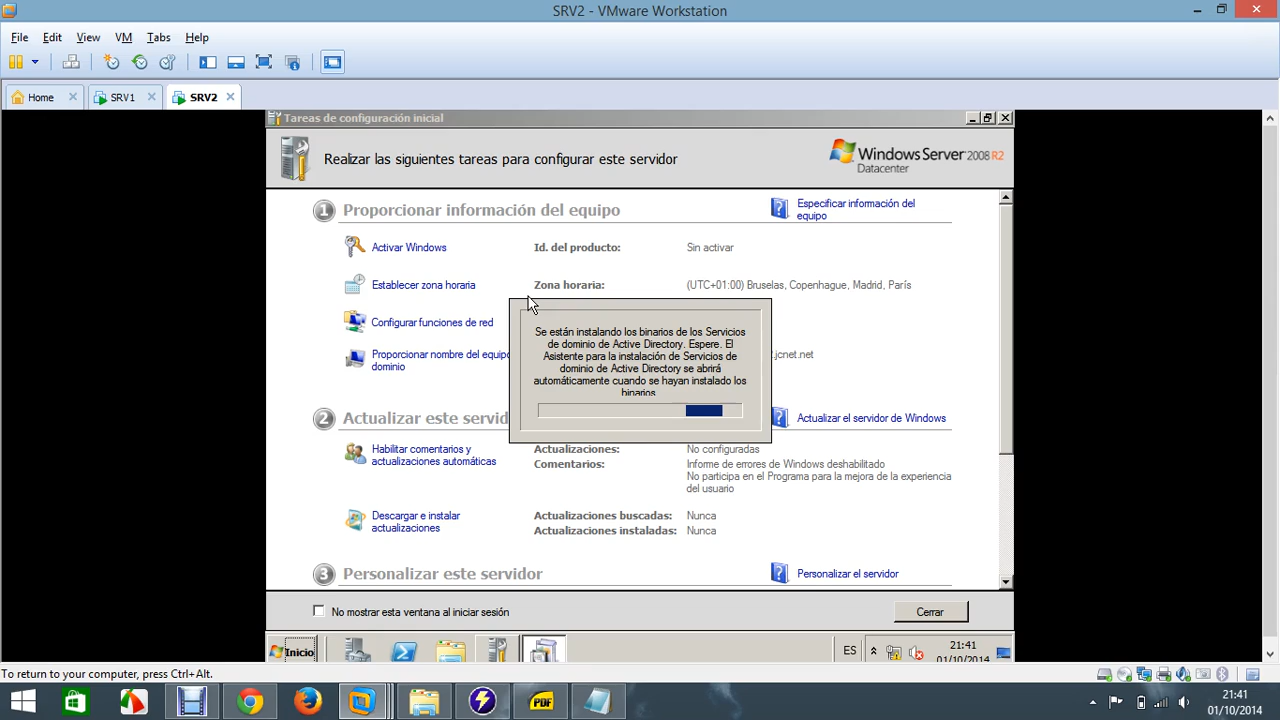 SRV2 - VMware Workstation
File Edit View VM Tabs Help
Home SRV1 SRV2
Tareas de configuración inicial
Realizar las siguientes tareas para configurar este servidor
Windows Server 2008 R2
Datacenter
1 Proporcionar información del equipo
Especificar información del
equipo
Activar Windows Id. del producto: Sin activar
Establecer zona horaria Zona horaria: (UTC+01:00) Bruselas, Copenhague, Madrid, París
Configurar funciones de red
Proporcionar nombre del equipo
dominio
jcnet.net
Se están instalando los binarios de los Servicios
de dominio de Active Directory. Espere. El
Asistente para la instalación de Servicios de
dominio de Active Directory se abrirá
automáticamente cuando se hayan instalado los
binarios
2 Actualizar este servid
Actualizar el servidor de Windows
Habilitar comentarios y
actualizaciones automáticas
Actualizaciones: No configuradas
Comentarios: Informe de errores de Windows deshabilitado
No participa en el Programa para la mejora de la experiencia
del usuario
Descargar e instalar
actualizaciones
Actualizaciones buscadas: Nunca
Actualizaciones instaladas: Nunca
3 Personalizar este servidor
Personalizar el servidor
No mostrar esta ventana al iniciar sesión
Cerrar
Inicio
ES
21:41
01/10/2014
To return to your computer, press Ctrl+Alt.
PDF
21:41
01/10/2014